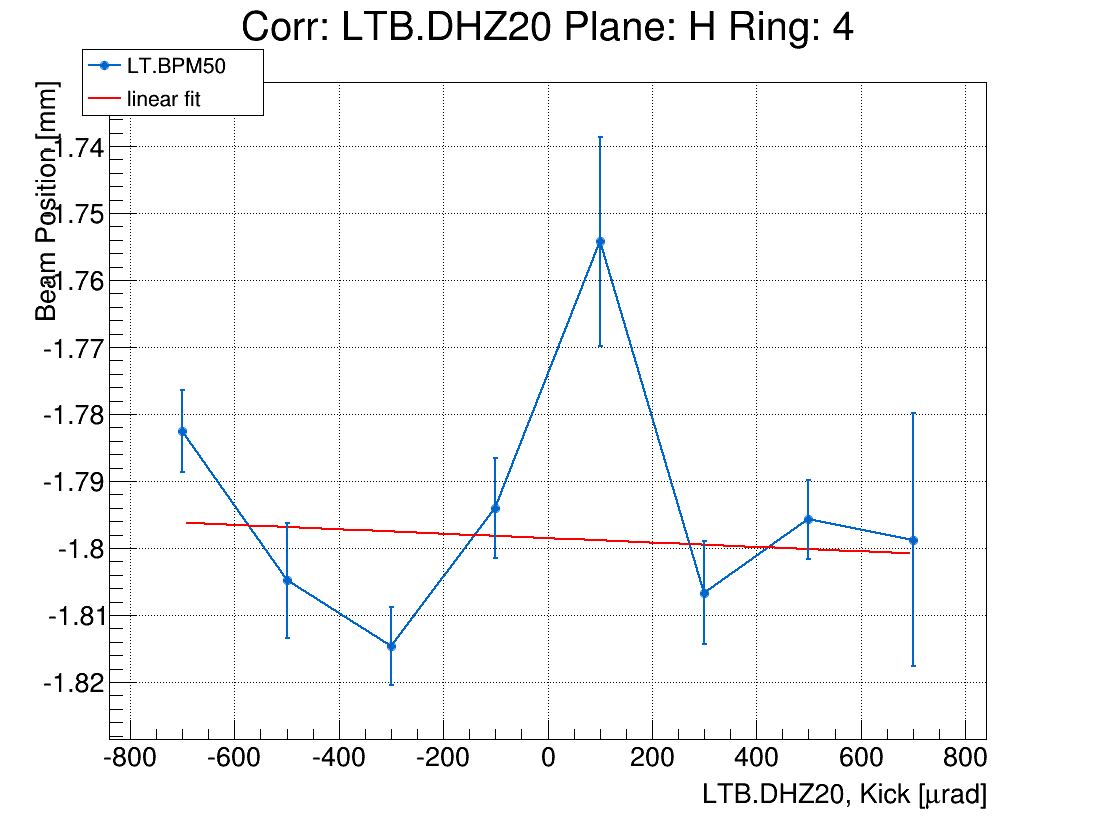 Corr: LTB.DHZ20 Plane: H Ring: 4
LT.BPM50
linear fit
Beam Position [mm]
-1.74
-1.75
-1.76
-1.77
-1.78
-1.79
-1.8
-1.81
-1.82
-800 -600 -400 -200 0 200 400 600 800
LTB.DHZ20, Kick [μrad]